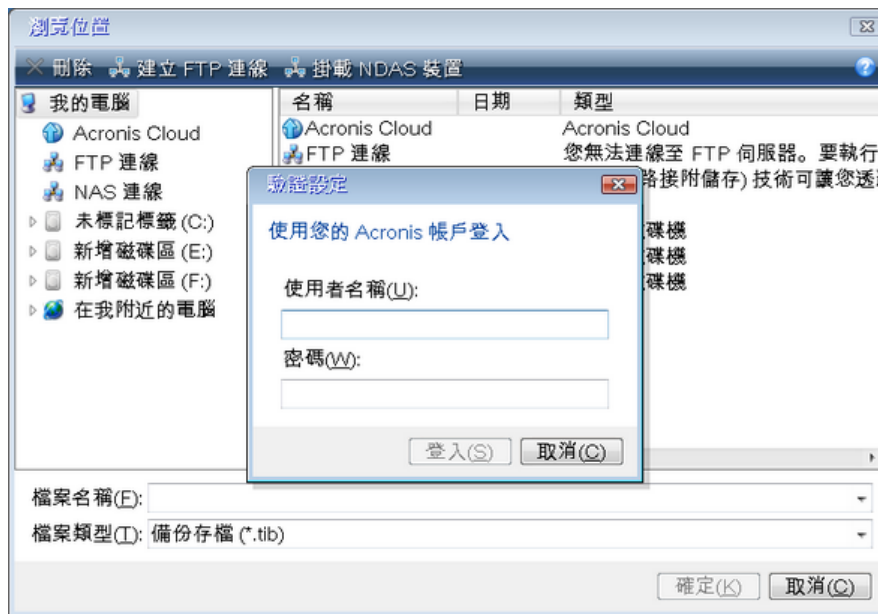 瀏覽位置
刪除 建立 FTP 連線 掛載 NDAS 裝置
我的電腦
Acronis Cloud
FTP 連線
NAS 連線
未標記標籤 (C:)
新增磁碟區 (E:)
新增磁碟區 (F:)
在我附近的電腦
名稱 日期 類型
Acronis Cloud Acronis Cloud
FTP 連線 您無法連線至 FTP 伺服器。要執行
路接附儲存) 技術可讓您透
碟機
碟機
碟機
驗證設定
使用您的 Acronis 帳戶登入
使用者名稱(U):
密碼(W):
登入(S) 取消(C)
檔案名稱(F):
檔案類型(T): 備份存檔 (*.tib)
確定(K) 取消(C)